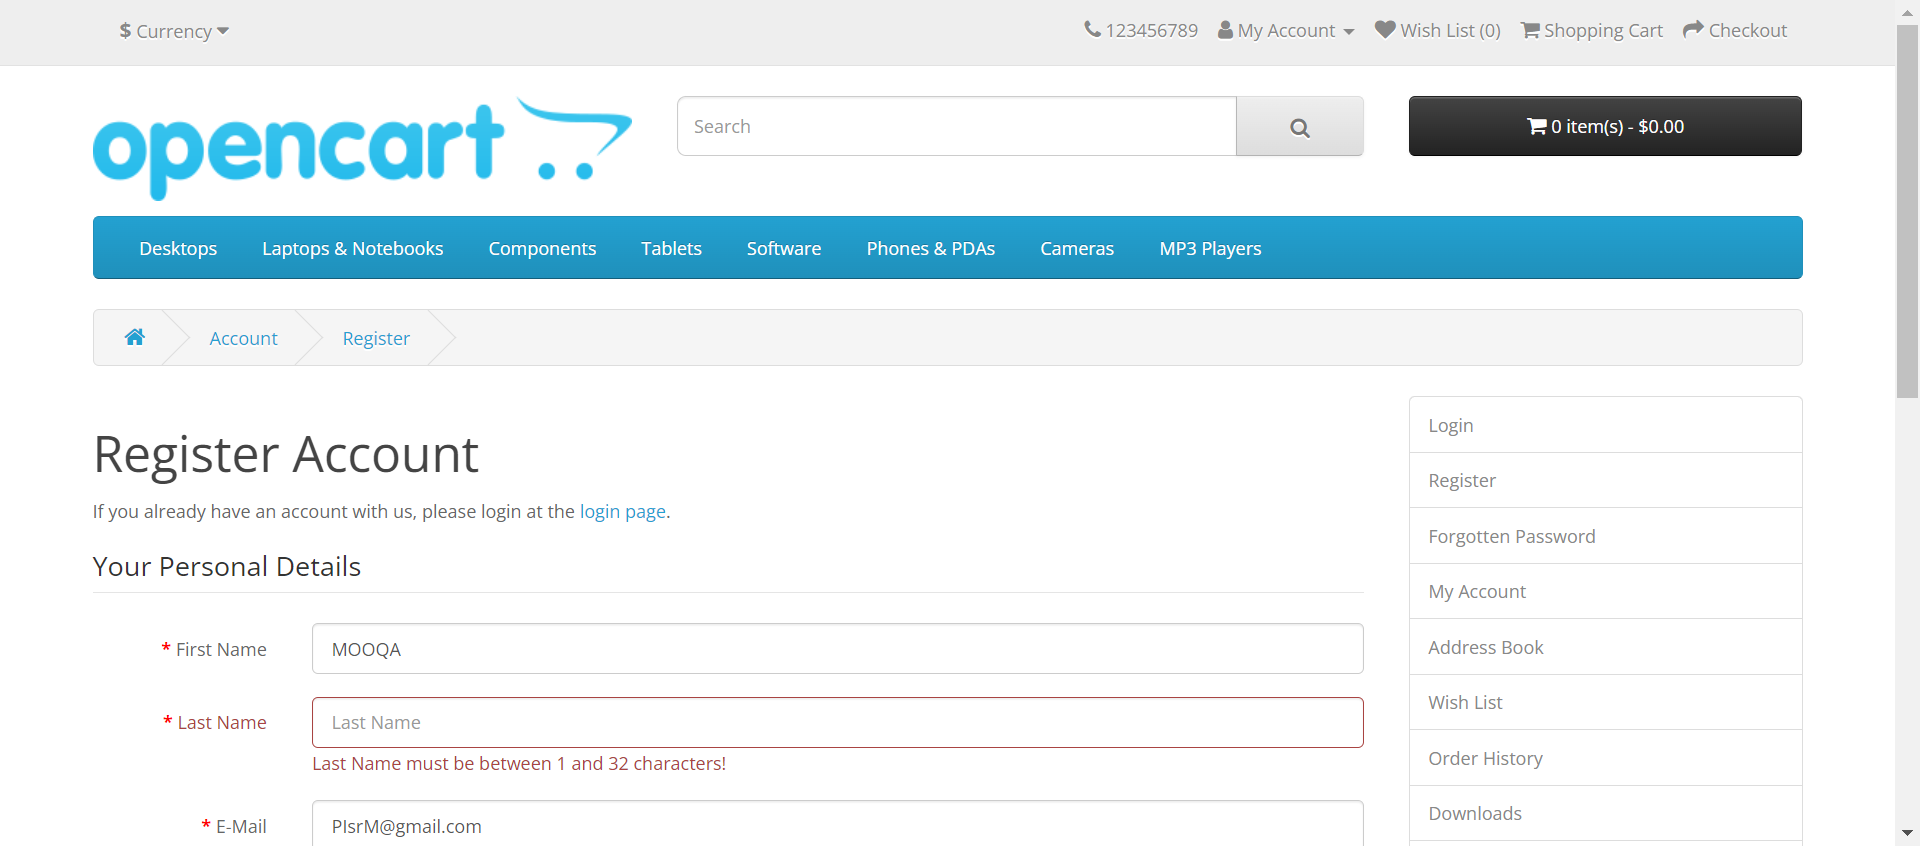 $ Currency
123456789 My Account Wish List (0) Shopping Cart Checkout
opencart
Search
0 item(s) - $0.00
Desktops Laptops & Notebooks Components Tablets Software Phones & PDAs Cameras MP3 Players
Account Register
Register Account
If you already have an account with us, please login at the login page.
Your Personal Details
* First Name MOOQA
* Last Name Last Name
Last Name must be between 1 and 32 characters!
* E-Mail PIsrM@gmail.com
Login
Register
Forgotten Password
My Account
Address Book
Wish List
Order History
Downloads